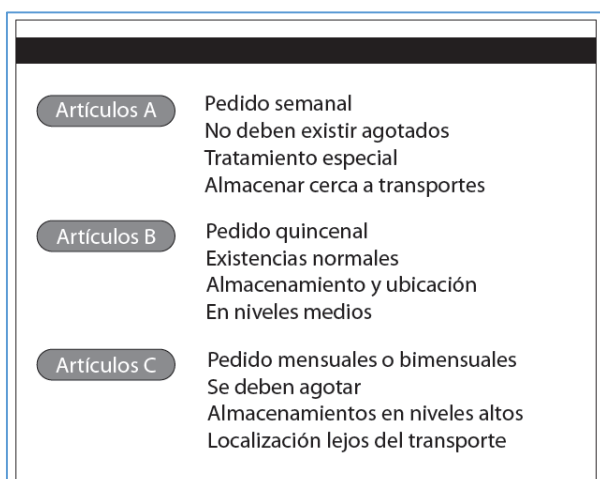 Artículos A
Pedido semanal
No deben existir agotados
Tratamiento especial
Almacenar cerca a transportes
Artículos B
Pedido quincenal
Existencias normales
Almacenamiento y ubicación
En niveles medios
Artículos C
Pedido mensuales o bimensuales
Se deben agotar
Almacenamientos en niveles altos
Localización lejos del transporte